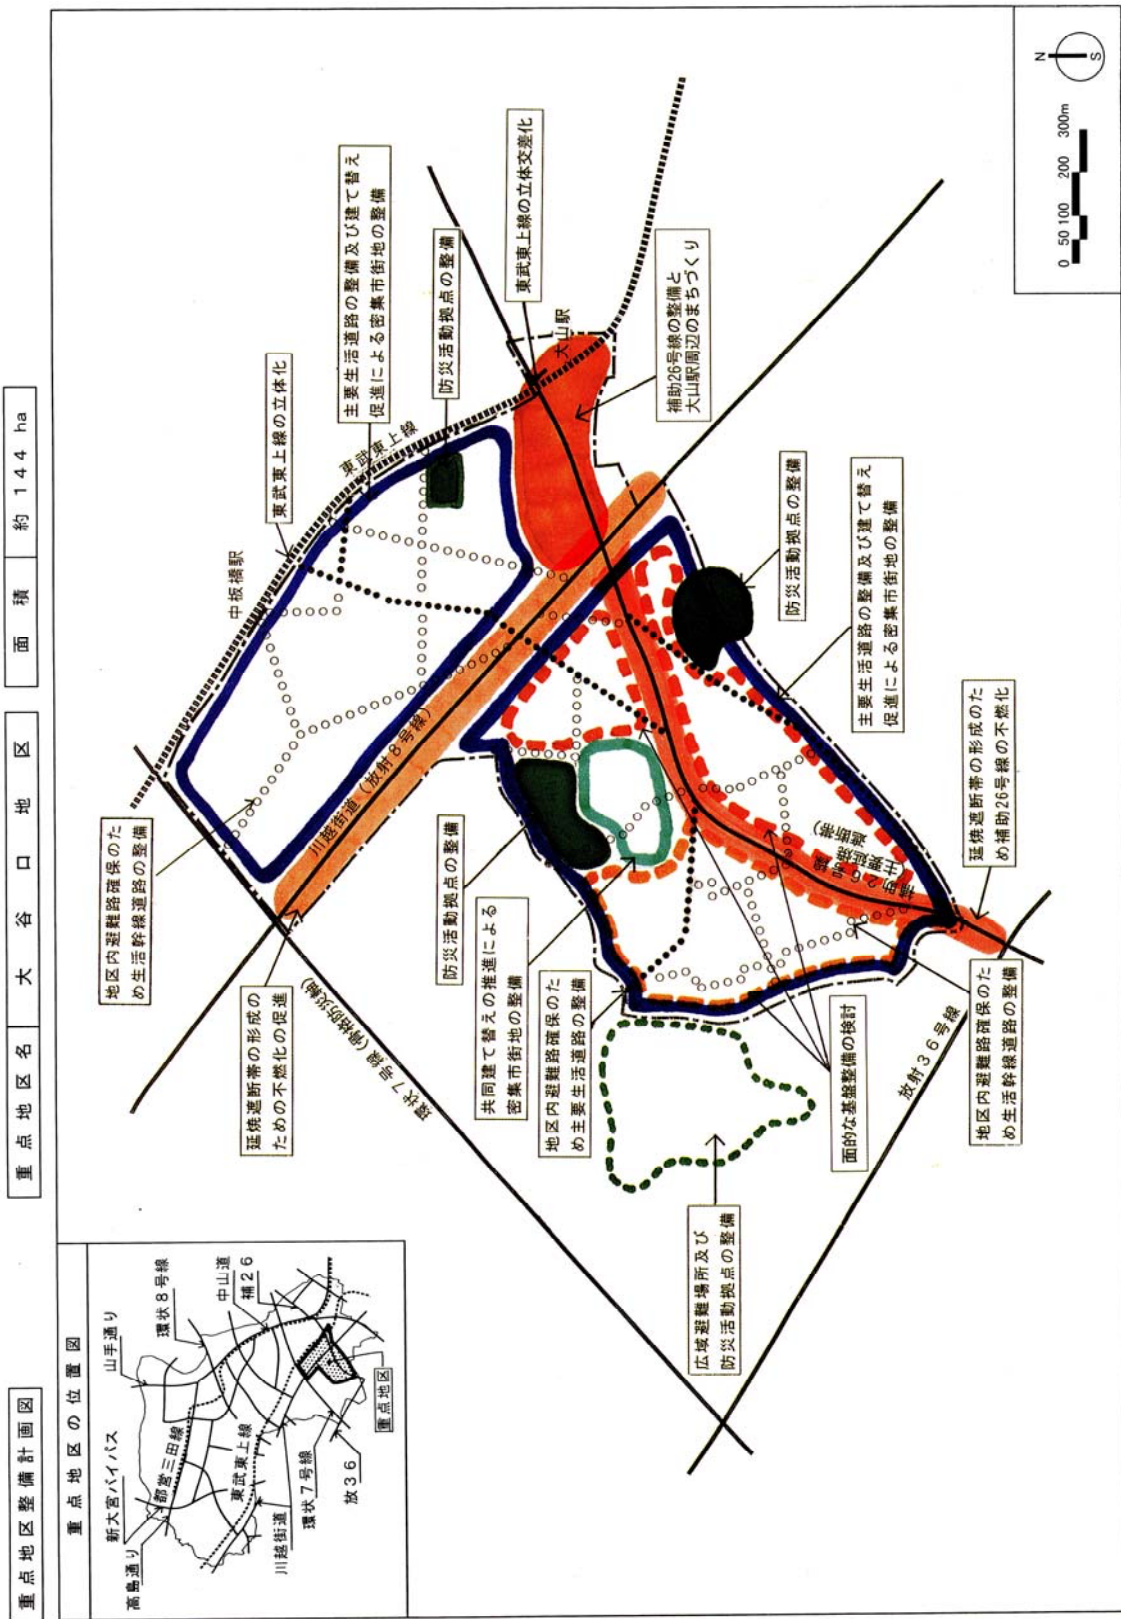 重点地区整備計画図
重点地区名
大谷口地区
面積
約144ha
重点地区の位置図
新大宮バイパス
高島通り
山手通り
都営三田線
環状8号線
東武東上線
中山道
補26
川越街道
環状7号線
放36
重点地区
中板橋駅
東武東上線の立体化
東武東上線
主要生活道路の整備及び建て替え
促進による密集市街地の整備
防災活動拠点の整備
東武東上線の立体交差化
大山駅
補助26号線の整備と
大山駅周辺のまちづくり
地区内避難路確保のた
め生活幹線道路の整備
川越街道(放射8号線)
延焼遮断帯の形成の
ための不燃化の促進
環状7号線(骨格防災軸)
防災活動拠点の整備
共同建て替えの推進による
密集市街地の整備
地区内避難路確保のた
め主要生活道路の整備
防災活動拠点の整備
主要生活道路の整備及び建て替え
促進による密集市街地の整備
補助26号線
(主要延焼
遮断帯)
延焼遮断帯の形成のた
め補助26号線の不燃化
面的な基盤整備の検討
地区内避難路確保のた
め生活幹線道路の整備
放射36号線
広域避難場所及び
防災活動拠点の整備
N
S
0 50 100 200 300m